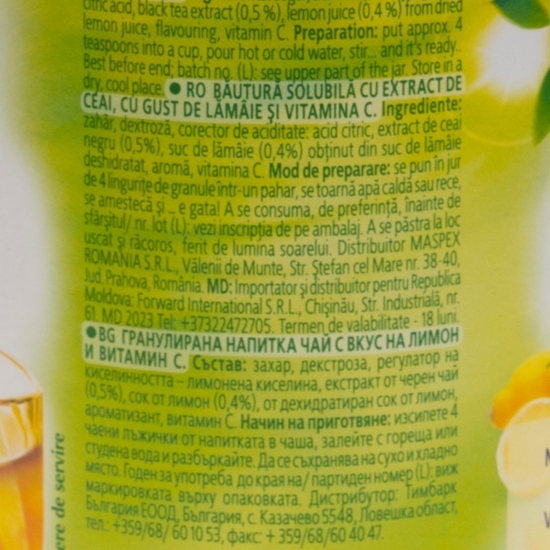 citric acid, black tea extract (0,5 %), lemon juice (0,4 %) from dried
lemon juice, flavouring, vitamin C. Preparation: put approx. 4
teaspoons into a cup, pour hot or cold water, stir... and it's ready..
Best before end; batch no. (L): see upper part of the jar. Store in a
dry, cool place. ● RO BĂUTURĂ SOLUBILĂ CU EXTRACT DE
CEAI, CU GUST DE LĂMÂIE ȘI VITAMINA C. Ingrediente:
zahăr, dextroză, corector de aciditate: acid citric, extract de ceai
negru (0,5%), suc de lămâie (0,4%) obținut din suc de lămâie
deshidratat, aromă, vitamina C. Mod de preparare: se pun în jur
de 4 lingurițe de granule într-un pahar, se toarnă apă caldă sau rece,
se amestecă și ... e gata! A se consuma, de preferință, înainte de
sfârșitul/ nr. lot (L): vezi inscripția de pe ambalaj. A se păstra la loc
uscat și răcoros, ferit de lumina soarelui. Distribuitor MASPEX
ROMANIA S.R.L., Vălenii de Munte, Str. Ștefan cel Mare nr. 38-40,
Jud. Prahova, România. MD: Importator și distribuitor pentru Republica
Moldova: Forward International S.R.L., Chișinău, Str. Industrială, nr.
61 MD 2023 Tel: +37322472705. Termen de valabilitate - 18 luni.
●BG ГРАНУЛИРАНА НАПИТКА ЧАЙ С ВКУС НА ЛИМОН
И ВИТАМИН С. Състав: захар, декстроза, регулатор на
киселинността – лимонена киселина, екстракт от черен чай
(0,5%), сок от лимон (0,4%), от дехидратиран сок от лимон,
ароматизант, витамин С. Начин на приготвяне: изсипете 4
чаени лъжички от напитката в чаша, залейте с гореща или
студена вода и разбъркайте. Да се съхранява на сухо и хладно
място. Годен за употреба до края на/ партиден номер (L): виж
маркировката върху опаковката. Дистрибутор: Тимбарк
България ЕООД, България, с. Казачево 5548, Ловешка област,
тел.: +359/68/ 60 10 53, факс: + 359/68/ 60 40 47.
ere de servire